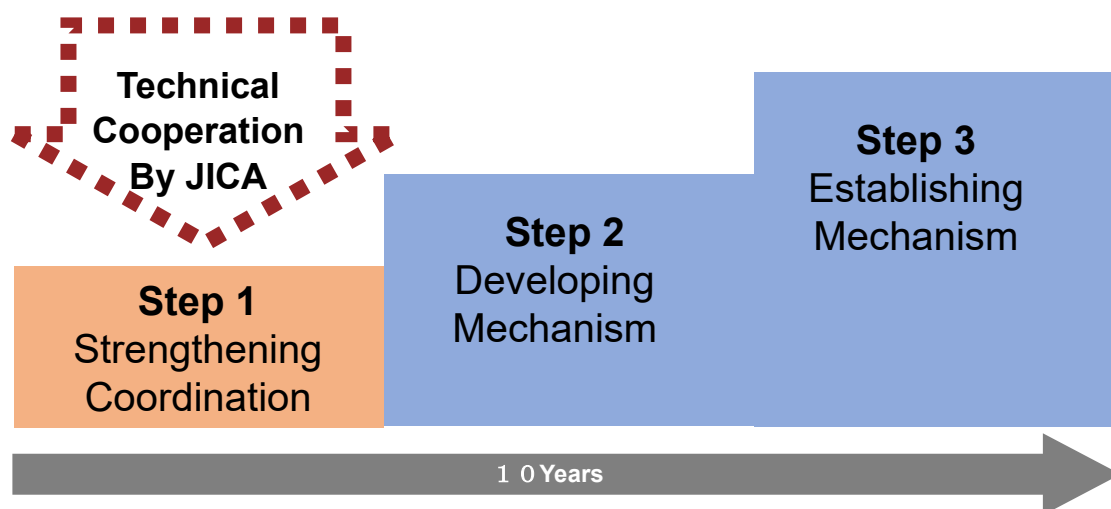 Technical
Cooperation
By JICA
Step 1
Strengthening
Coordination
Step 2
Developing
Mechanism
Step 3
Establishing
Mechanism
１０Years